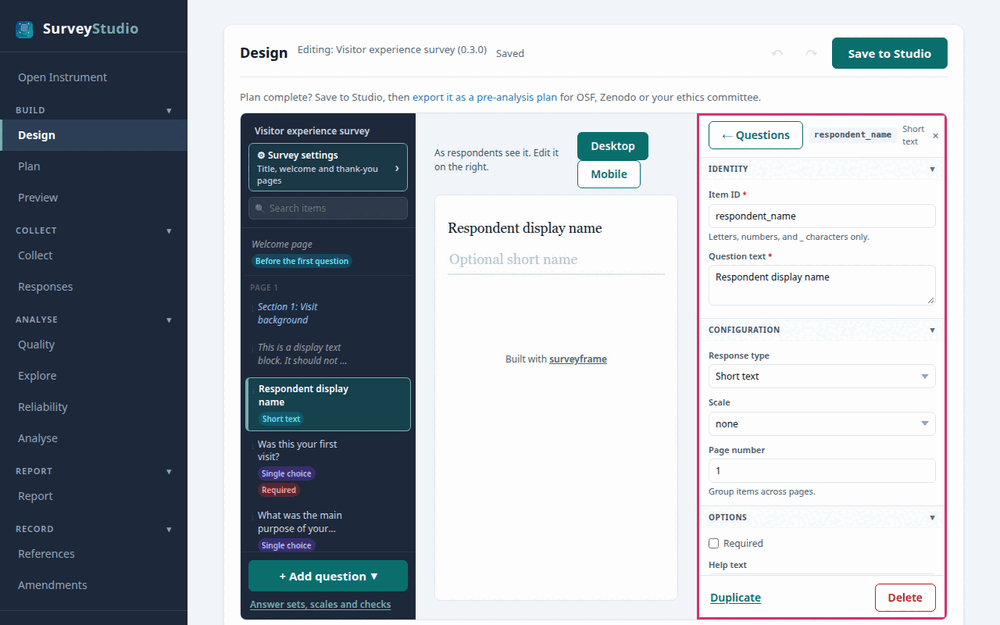 SurveyStudio
Open Instrument
BUILD
Design
Plan
Preview
COLLECT
Collect
Responses
ANALYSE
Quality
Explore
Reliability
Analyse
REPORT
Report
RECORD
References
Amendments
Design
Editing: Visitor experience survey (0.3.0)
Saved
Save to Studio
Plan complete? Save to Studio, then export it as a pre-analysis plan for OSF, Zenodo or your ethics committee.
Visitor experience survey
Survey settings
Title, welcome and thank-you
pages
Search items
Welcome page
Before the first question
PAGE 1
Section 1: Visit
background
This is a display text
block. It should not ...
Respondent display
name
Short text
Was this your first
visit?
Single choice
Required
What was the main
purpose of your...
Single choice
+ Add question ▾
Answer sets, scales and checks
As respondents see it. Edit it
on the right.
Desktop
Mobile
Respondent display name
Optional short name
Built with surveyframe
← Questions
respondent_name
Short
text
×
IDENTITY
Item ID *
respondent_name
Letters, numbers, and _ characters only.
Question text *
Respondent display name
CONFIGURATION
Response type
Short text
Scale
none
Page number
1
Group items across pages.
OPTIONS
Required
Help text
Duplicate
Delete